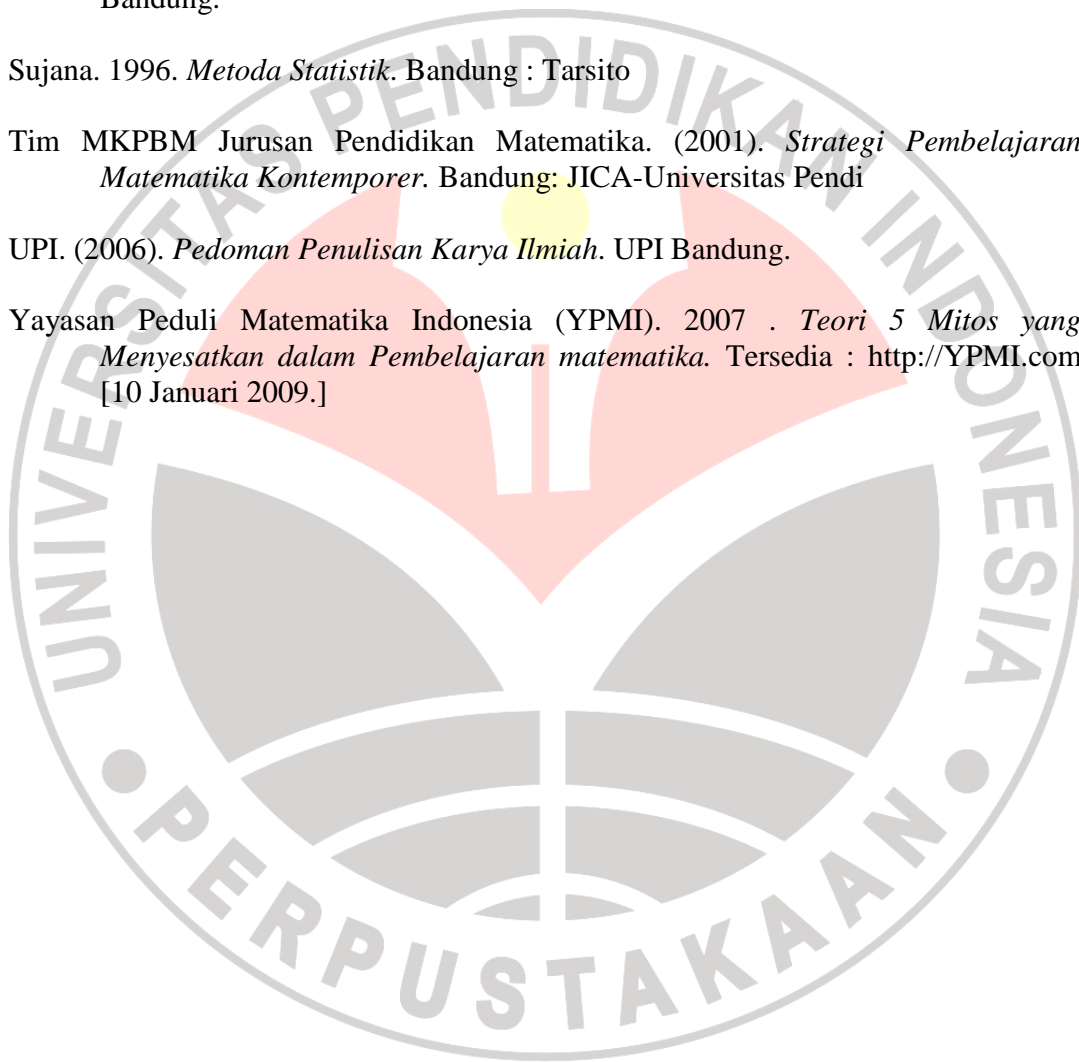 Bandung.
Sujana. 1996. Metoda Statistik. Bandung : Tarsito
Tim MKPBM Jurusan Pendidikan Matematika. (2001). Strategi Pembelajaran
Matematika Kontemporer. Bandung: JICA-Universitas Pendi
UPI. (2006). Pedoman Penulisan Karya Ilmiah. UPI Bandung.
Yayasan Peduli Matematika Indonesia (YPMI). 2007 . Teori 5 Mitos yang
Menyesatkan dalam Pembelajaran matematika. Tersedia : http://YPMI.com
[10 Januari 2009.]
UNIVERSITAS PENDIDIKAN INDONESIA
PERPUSTAKAAN